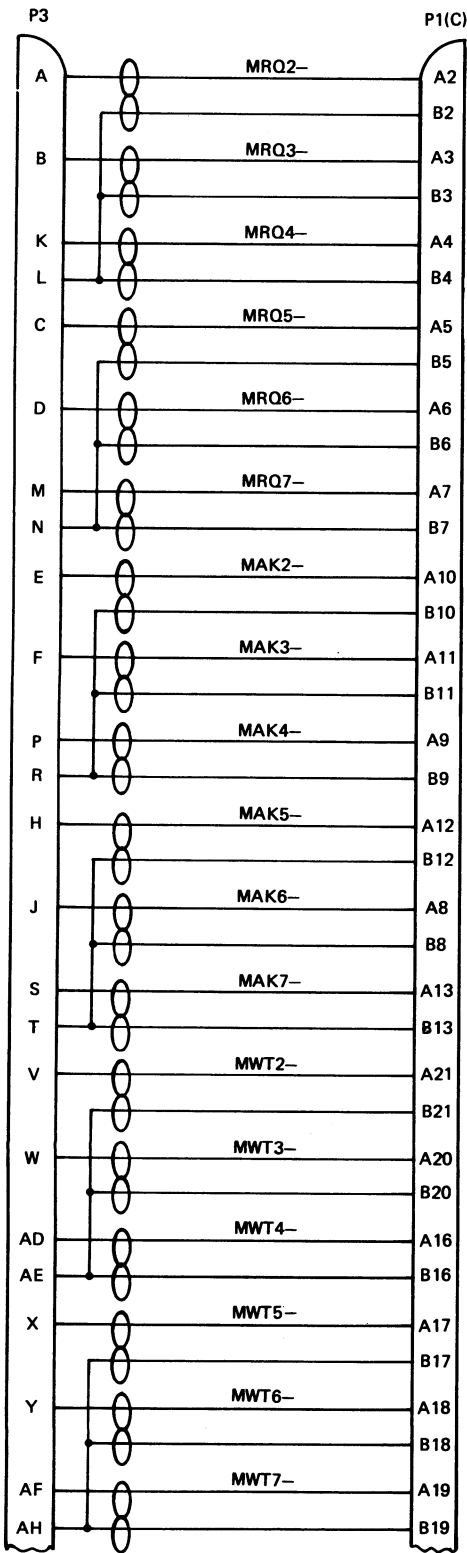 P3 P1(C)
A MRQ2– A2
B2
B MRQ3– A3
B3
K MRQ4– A4
L B4
C MRQ5– A5
B5
D MRQ6– A6
B6
M MRQ7– A7
N B7
E MAK2– A10
B10
F MAK3– A11
B11
P MAK4– A9
R B9
H MAK5– A12
B12
J MAK6– A8
B8
S MAK7– A13
T B13
V MWT2– A21
B21
W MWT3– A20
B20
AD MWT4– A16
AE B16
X MWT5– A17
B17
Y MWT6– A18
B18
AF MWT7– A19
AH B19